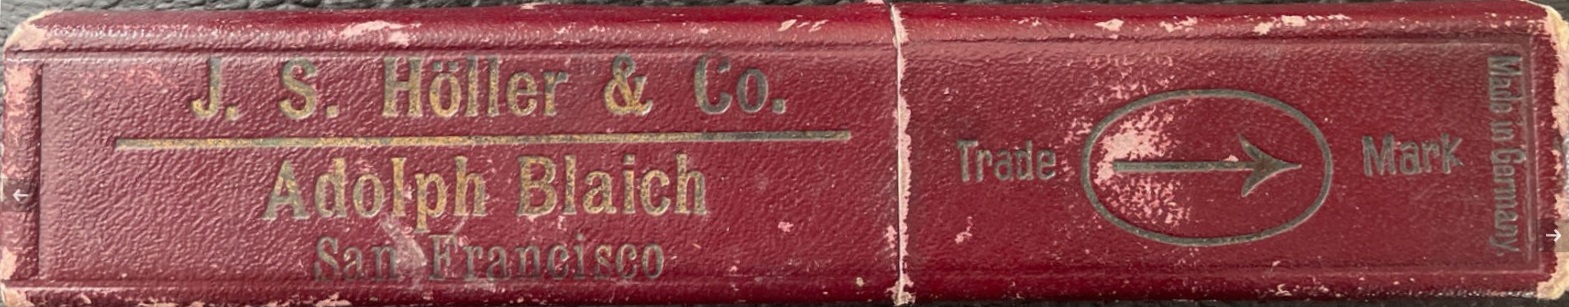 J. S. Höller & Co.
Adolph Blaich
San Francisco
Trade Mark
Made in Germany